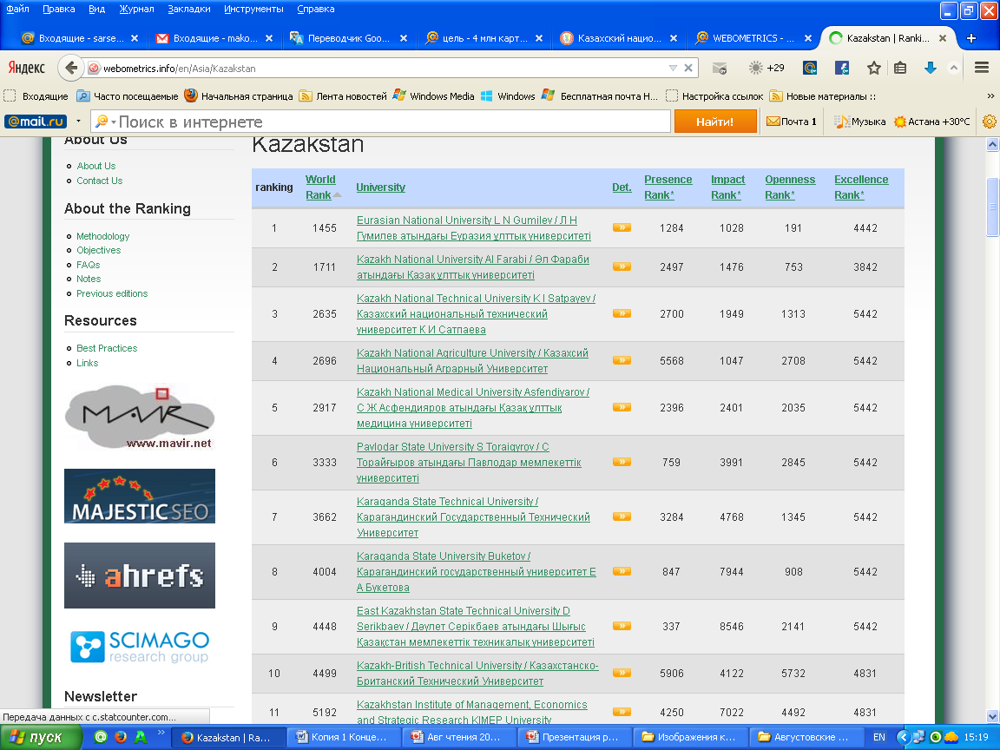 Файл Правка Вид Журнал Закладки Инструменты Справка
Входящие - sarse... Входящие - mako... Переводчик Goo... цель - 4 млн карт... Казахский нацио... WEBOMETRICS - ... Kazakstan | Ranki...
Яндекс webometrics.info/en/Asia/Kazakstan +29
Входящие Часто посещаемые Начальная страница Лента новостей Windows Media Windows Бесплатная почта H... Настройка ссылок Новые материалы ::
@mail.ru Поиск в интернете Найти! Почта 1 Музыка Астана +30°C
About Us
About Us
Contact Us
About the Ranking
Methodology
Objectives
FAQs
Notes
Previous editions
Resources
Best Practices
Links
MAVIR
www.mavir.net
MAJESTIC SEO
ahrefs
SCIMAGO
research group
Newsletter
Kazakstan
ranking World Rank University Det. Presence Rank* Impact Rank* Openness Rank* Excellence Rank*
1 1455 Eurasian National University L N Gumilev / Л Н
Гумилев атындағы Еуразия ұлттық университеті » 1284 1028 191 4442
2 1711 Kazakh National University Al Farabi / Әл Фараби
атындағы Қазақ ұлттық университеті » 2497 1476 753 3842
3 2635 Kazakh National Technical University K I Satpayev /
Казахский национальный технический
университет К И Сатпаева » 2700 1949 1313 5442
4 2696 Kazakh National Agriculture University / Казахсий
Национальный Аграрный Университет » 5568 1047 2708 5442
5 2917 Kazakh National Medical University Asfendiyarov /
С Ж Асфендияров атындағы Қазақ ұлттық
медицина университеті » 2396 2401 2035 5442
6 3333 Pavlodar State University S Toraigyrov / С
Торайғыров атындағы Павлодар мемлекеттік
университеті » 759 3991 2845 5442
7 3662 Karaganda State Technical University /
Карагандинский Государственный Технический
Университет » 3284 4768 1345 5442
8 4004 Karaganda State University Buketov /
Карагандинский государственный университет Е
А Букетова » 847 7944 908 5442
9 4448 East Kazakhstan State Technical University D
Serikbaev / Дәулет Серікбаев атындағы Шығыс
Қазақстан мемлекеттік техникалық университеті » 337 8546 2141 5442
10 4499 Kazakh-British Technical University / Казахстанско-
Британский Технический Университет » 5906 4122 5732 4831
11 5192 Kazakhstan Institute of Management, Economics
and Strategic Research KIMEP University » 4250 7022 4492 4831
Передача данных с c.statcounter.com...
пуск Kazakstan | Ra... Копия 1 Конце... Авг чтения 20... Презентация р... Изображения к... Августовские ... EN 15:19